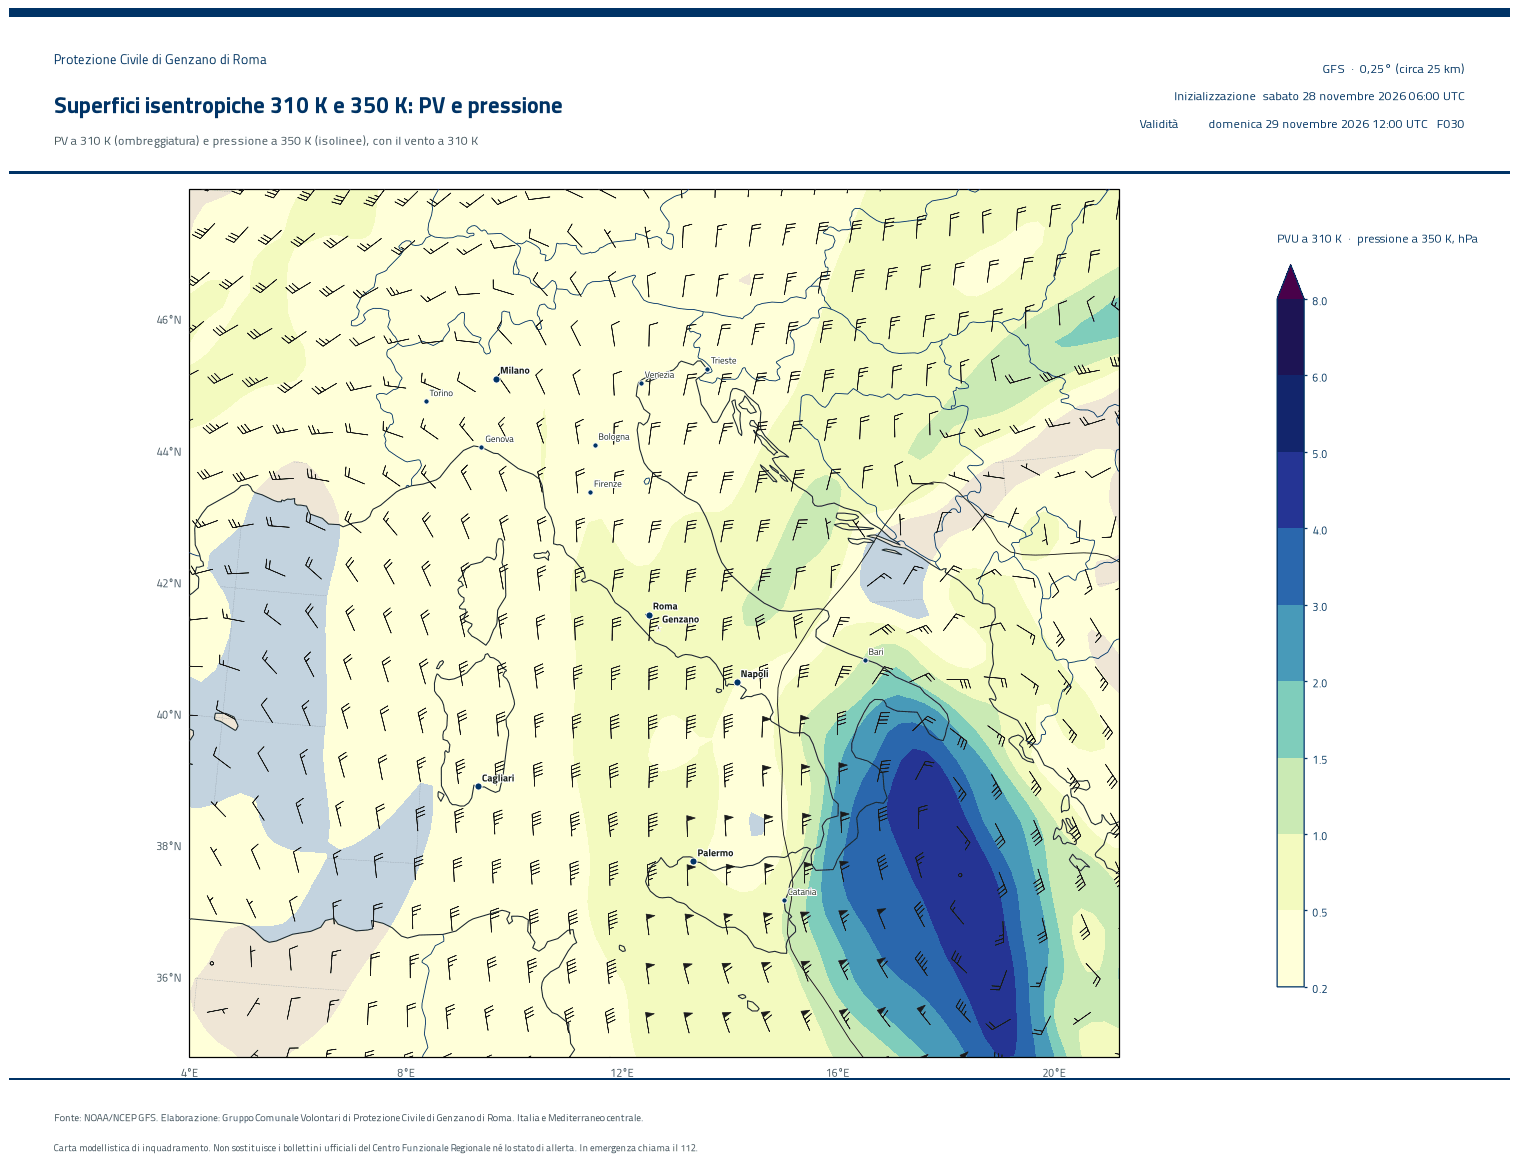 Protezione Civile di Genzano di Roma
Superfici isentropiche 310 K e 350 K: PV e pressione
PV a 310 K (ombreggiatura) e pressione a 350 K (isolinee), con il vento a 310 K
GFS · 0,25° (circa 25 km)
Inizializzazione sabato 28 novembre 2026 06:00 UTC
Validità domenica 29 novembre 2026 12:00 UTC F030
PVU a 310 K · pressione a 350 K, hPa
8.0
6.0
5.0
4.0
3.0
2.0
1.5
1.0
0.5
0.2
46°N
44°N
42°N
40°N
38°N
36°N
4°E
8°E
12°E
16°E
20°E
Milano
Torino
Venezia
Trieste
Genova
Bologna
Firenze
Roma
Genzano
Napoli
Bari
Cagliari
Palermo
Catania
Fonte: NOAA/NCEP GFS. Elaborazione: Gruppo Comunale Volontari di Protezione Civile di Genzano di Roma. Italia e Mediterraneo centrale.
Carta modellistica di inquadramento. Non sostituisce i bollettini ufficiali del Centro Funzionale Regionale né lo stato di allerta. In emergenza chiama il 112.